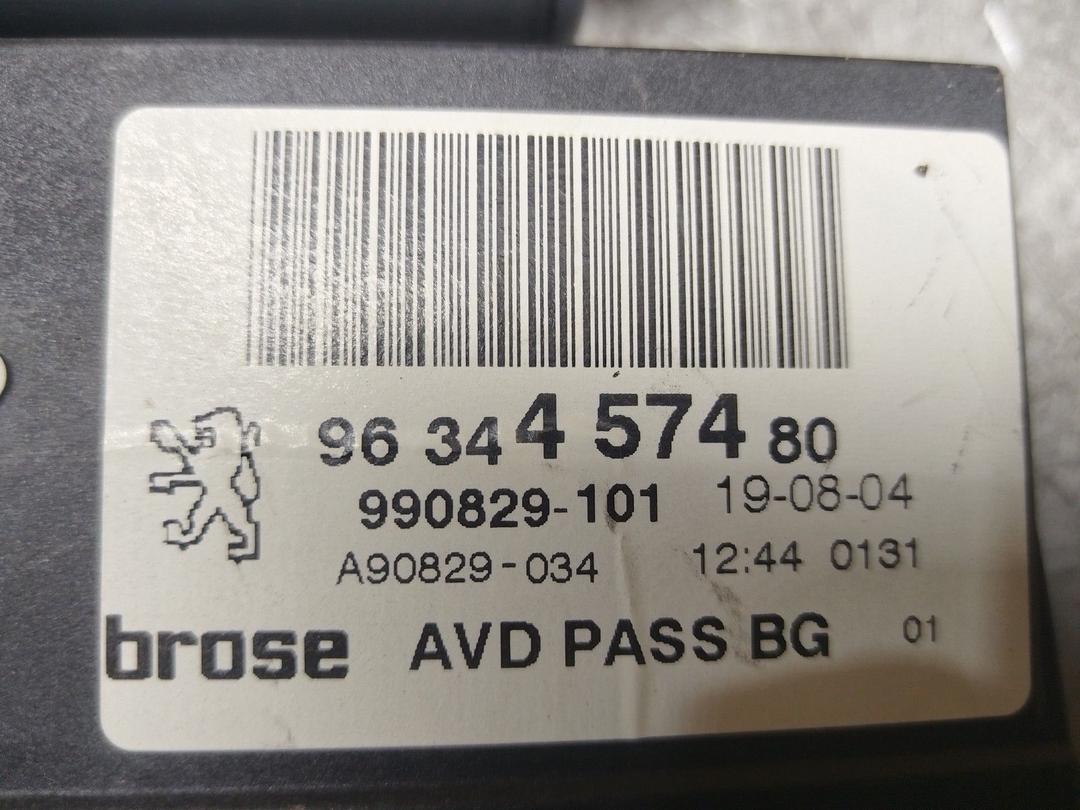 96 34 4 574 80
990829-101 19-08-04
A90829-034 12:44 0131
brose AVD PASS BG 01